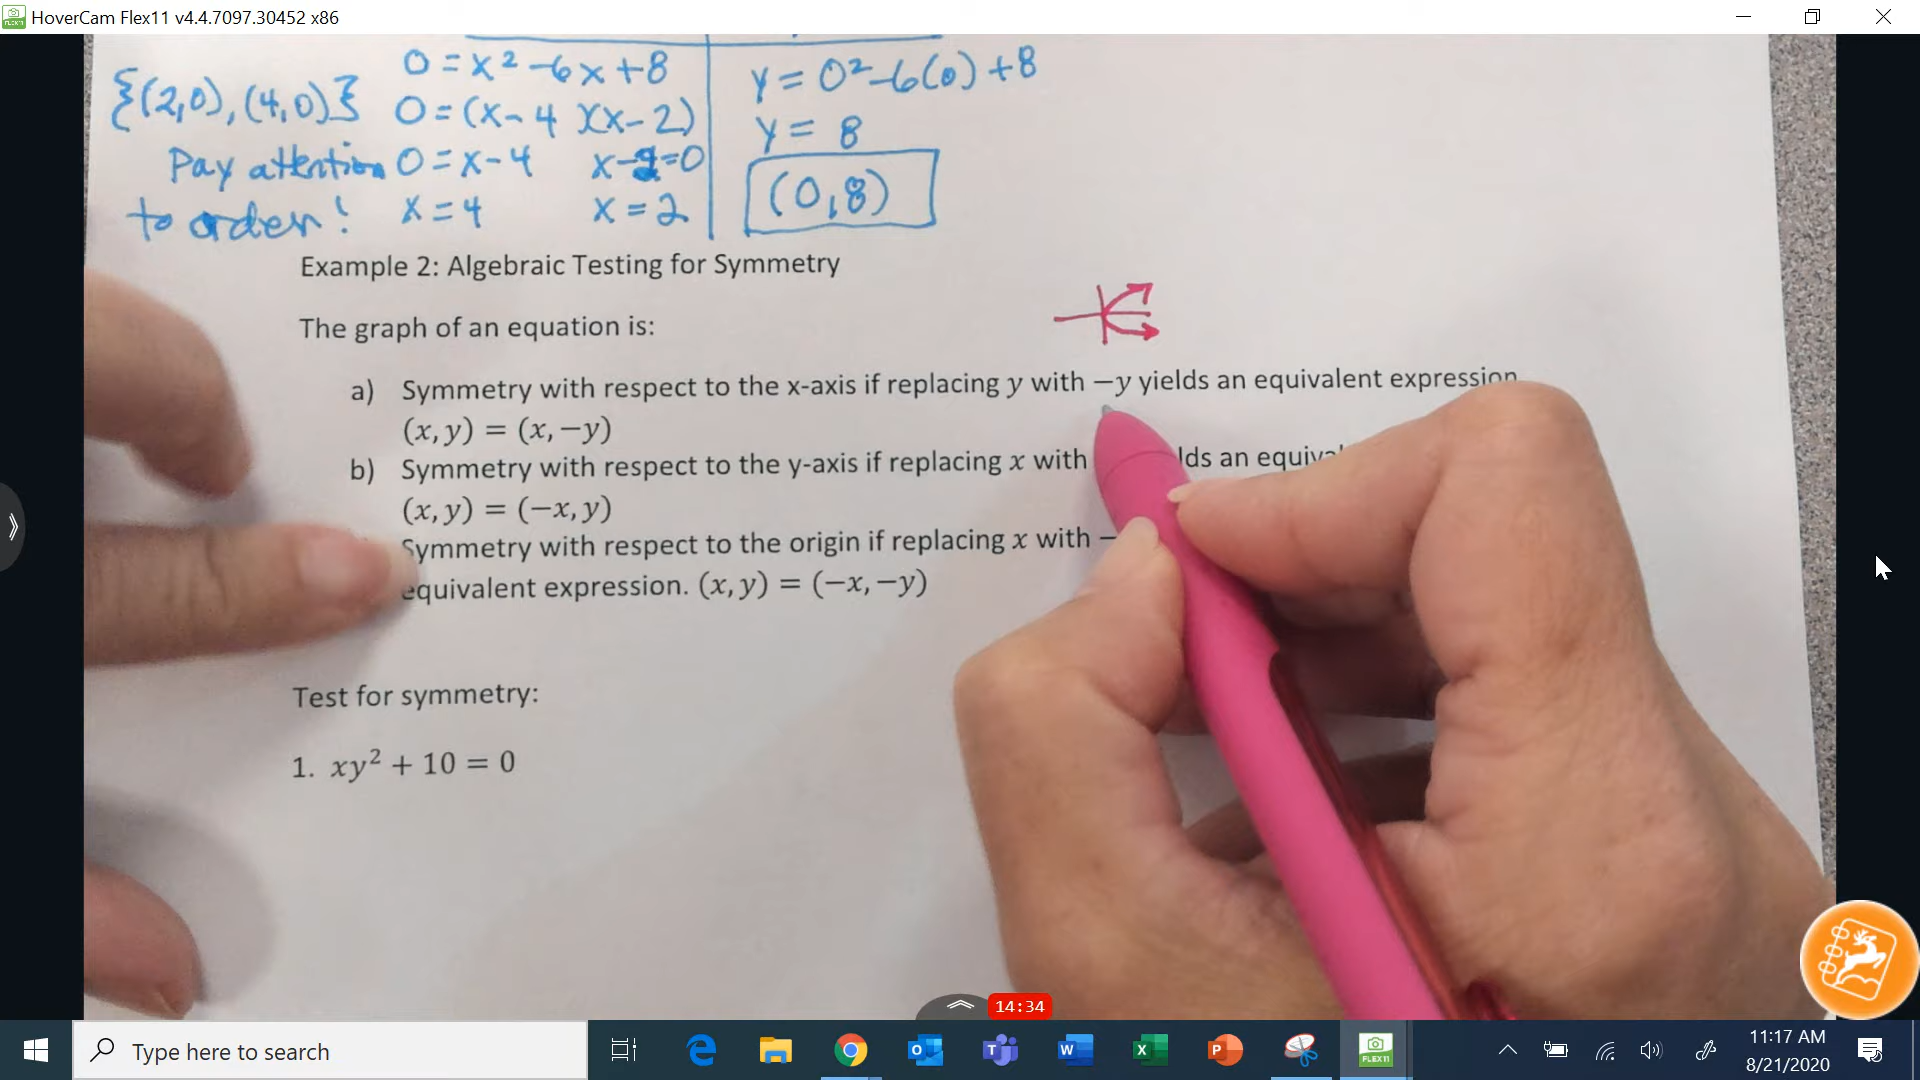 HoverCam Flex11 v4.4.7097.30452 x86
0 = x² - 6x + 8
y = 0² - 6(0) + 8
{(2,0), (4,0)}
0 = (x - 4)(x - 2)
y = 8
Pay attention
0 = x - 4
x - 2 = 0
(0,8)
to order!
x = 4
x = 2
Example 2: Algebraic Testing for Symmetry
The graph of an equation is:
a) Symmetry with respect to the x-axis if replacing y with −y yields an equivalent expression
(x, y) = (x, −y)
b) Symmetry with respect to the y-axis if replacing x with
(x, y) = (−x, y)
Symmetry with respect to the origin if replacing x with −
equivalent expression. (x, y) = (−x, −y)
Test for symmetry:
1. xy² + 10 = 0
14:34
Type here to search
FLEX11
11:17 AM
8/21/2020